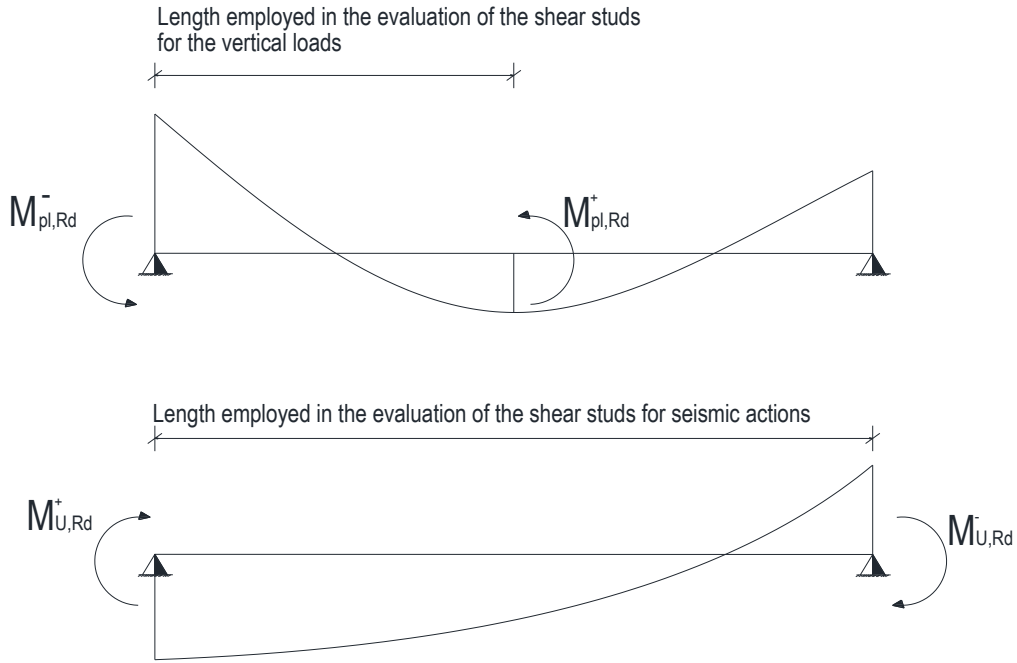 Length employed in the evaluation of the shear studs
for the vertical loads
M⁻pl,Rd
M⁺pl,Rd
Length employed in the evaluation of the shear studs for seismic actions
M⁺U,Rd
M⁻U,Rd